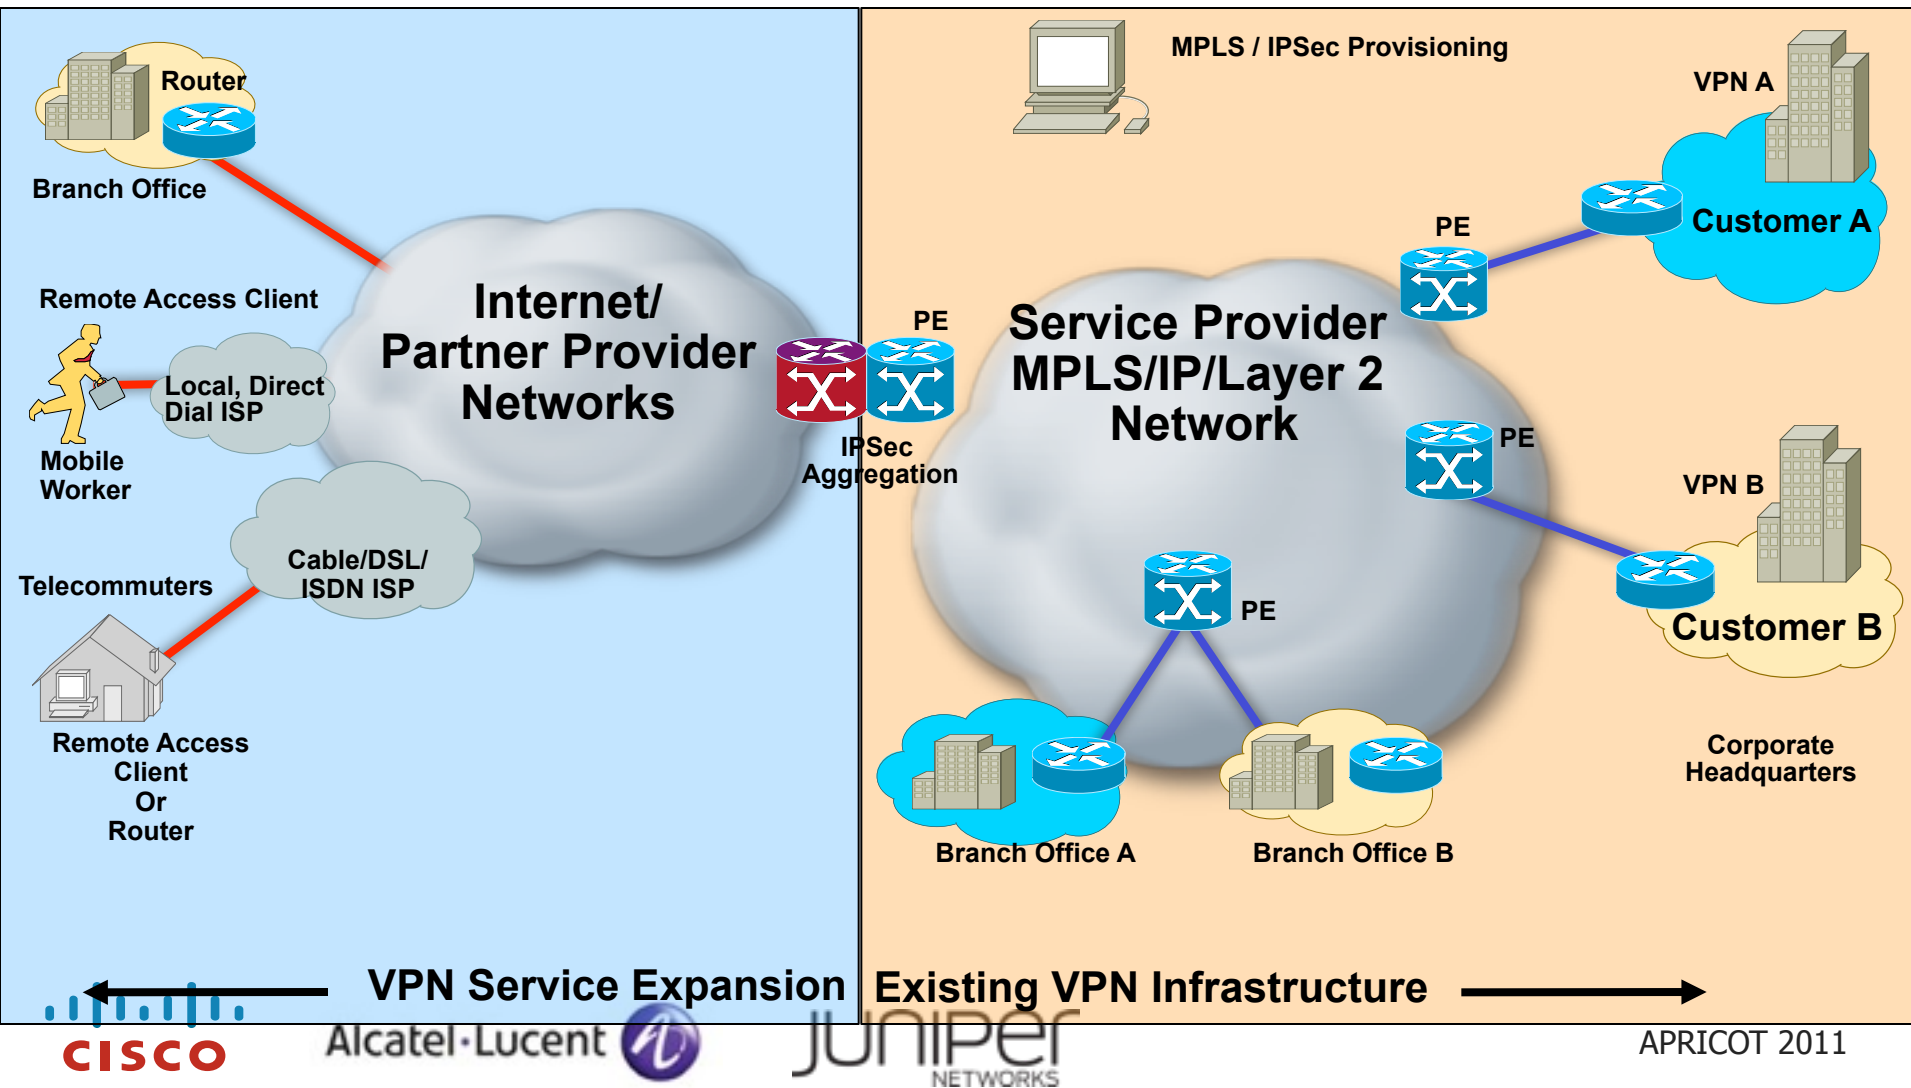 Router
Branch Office
Remote Access Client
Local, Direct
Dial ISP
Mobile
Worker
Cable/DSL/
ISDN ISP
Telecommuters
Remote Access
Client
Or
Router
Internet/
Partner Provider
Networks
PE
IPSec
Aggregation
MPLS / IPSec Provisioning
VPN A
Customer A
PE
Service Provider
MPLS/IP/Layer 2
Network
PE
VPN B
Customer B
PE
Branch Office A
Branch Office B
Corporate
Headquarters
VPN Service Expansion
Existing VPN Infrastructure
CISCO
Alcatel·Lucent
JUNIPER
NETWORKS
APRICOT 2011